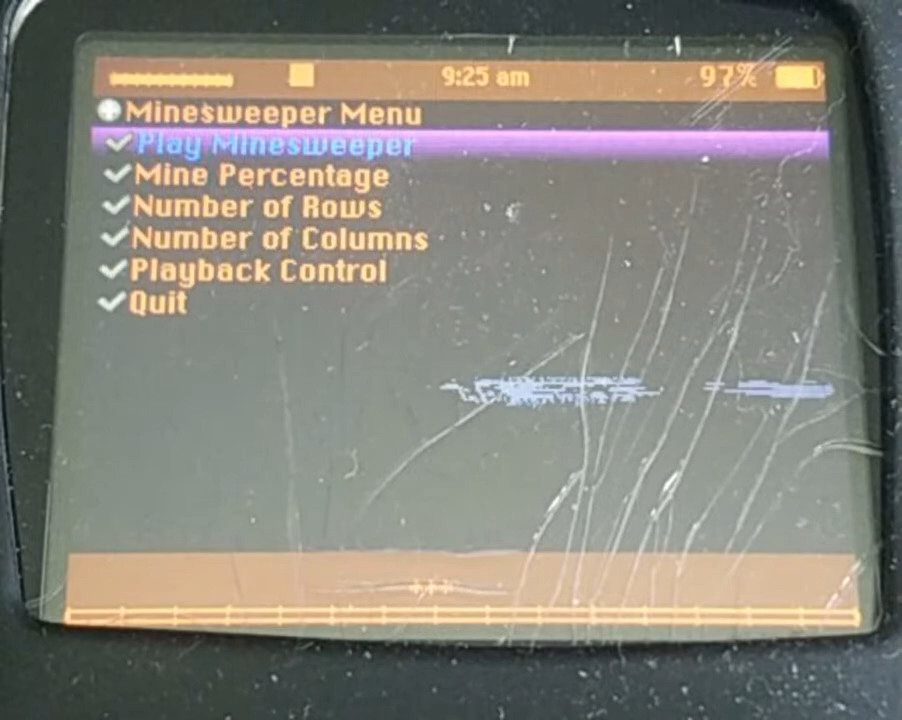 9:25 am 97%
Minesweeper Menu
Play Minesweeper
Mine Percentage
Number of Rows
Number of Columns
Playback Control
Quit